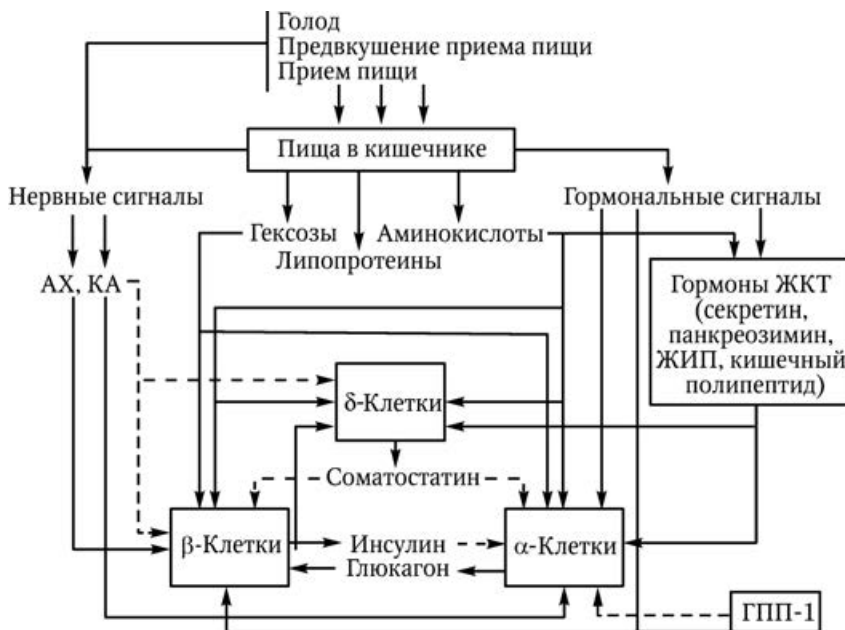 Голод
Предвкушение приема пищи
Прием пищи
Пища в кишечнике
Нервные сигналы
Гормональные сигналы
Гексозы
Аминокислоты
Липопротеины
АХ, КА
Гормоны ЖКТ
(секретин,
панкреозимин,
ЖИП, кишечный
полипептид)
δ-Клетки
Соматостатин
β-Клетки
Инсулин
α-Клетки
Глюкагон
ГПП-1